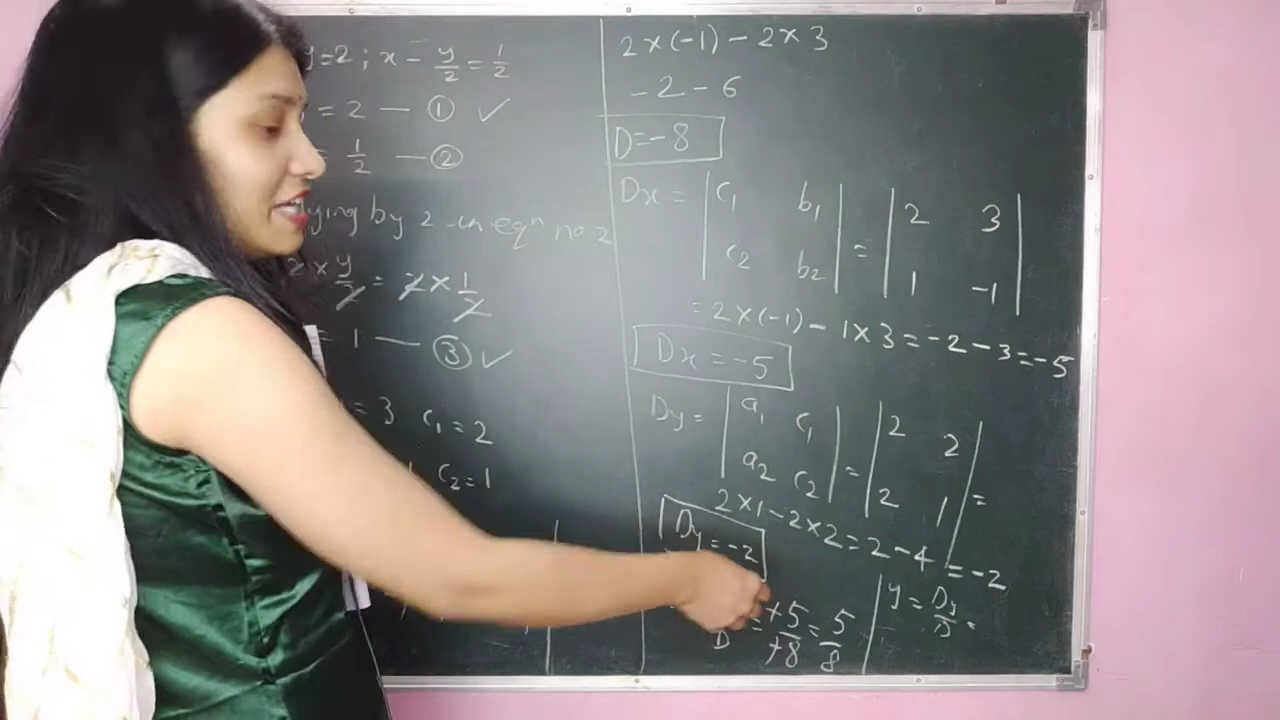 y=2 ; x - y/2 = 1/2
= 2 — ① ✓
= 1/2 — ②
ying by 2 in eqⁿ no 2
2 × y/2 = 2 × 1/2
= 1 — ③ ✓
= 3 c₁ = 2
c₂ = 1
2×(-1) - 2×3
-2 - 6
D = -8
Dx = | c₁ b₁ | = | 2 3 |
| c₂ b₂ | | 1 -1 |
= 2×(-1) - 1×3 = -2 - 3 = -5
Dx = -5
Dy = | a₁ c₁ | = | 2 2 | =
| a₂ c₂ | | 2 1 |
2×1 - 2×2 = 2 - 4 = -2
Dy = -2
D = +5/+8 = 5/8
y = Dy/D =